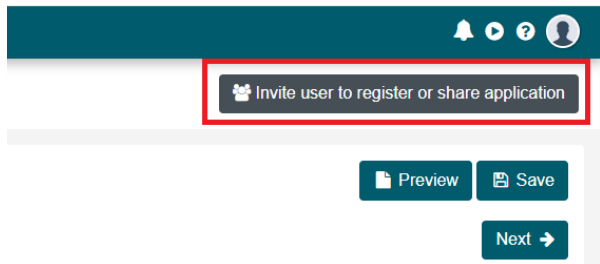 Invite user to register or share application
Preview
Save
Next